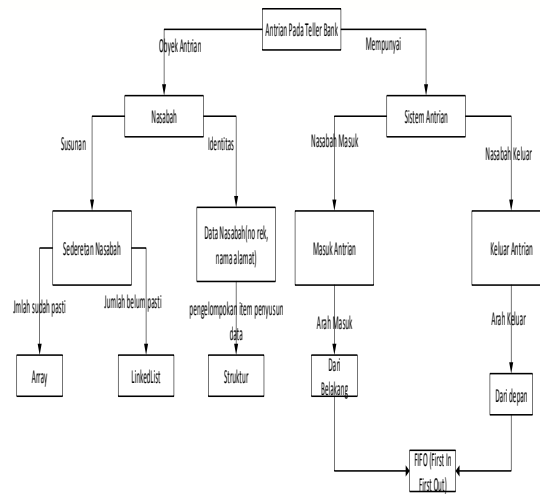 Antrian Pada Teller Bank
Obyek Antrian
Mempunyai
Nasabah
Sistem Antrian
Susunan
Identitas
Nasabah Masuk
Nasabah Keluar
Sederetan Nasabah
Data Nasabah(no rek,
nama alamat)
Masuk Antrian
Keluar Antrian
Jmlah sudah pasti
Jumlah belum pasti
pengelompokan item penyusun
data
Arah Masuk
Arah Keluar
Array
LinkedList
Struktur
Dari
Belakang
Dari depan
FIFO (First In
First Out)